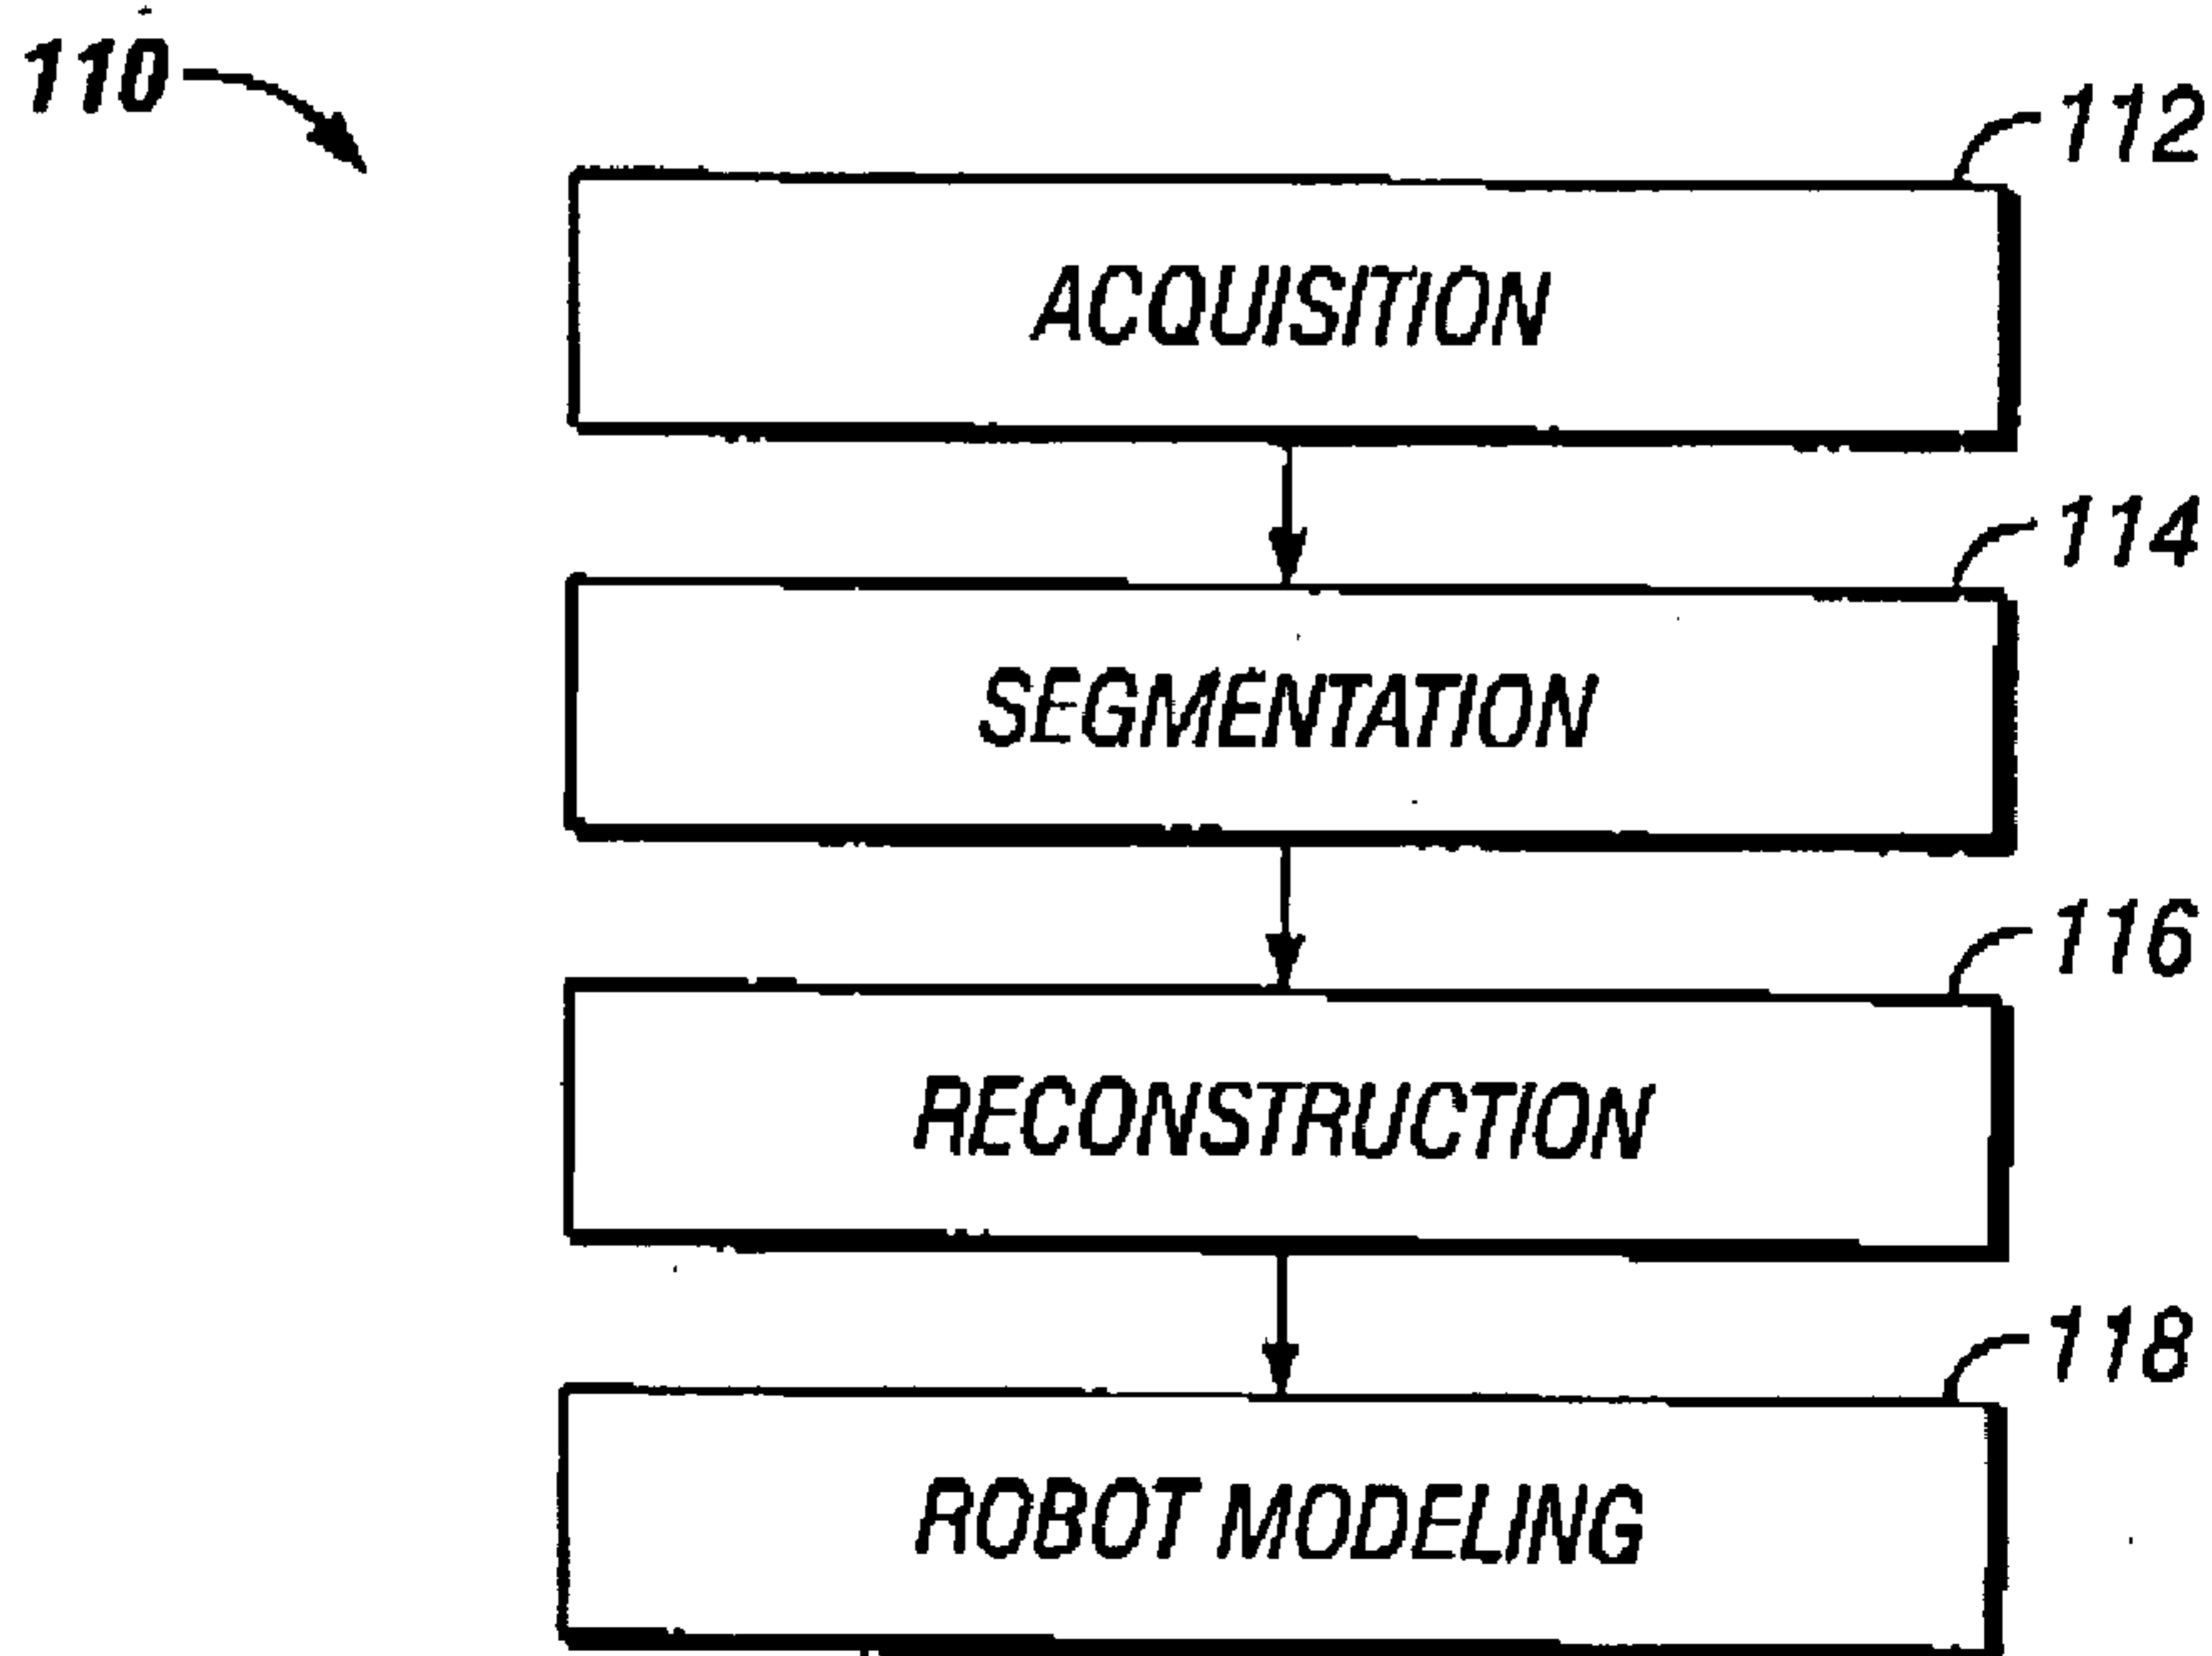 110
112
ACQUISITION
114
SEGMENTATION
116
RECONSTRUCTION
118
ROBOT MODELING